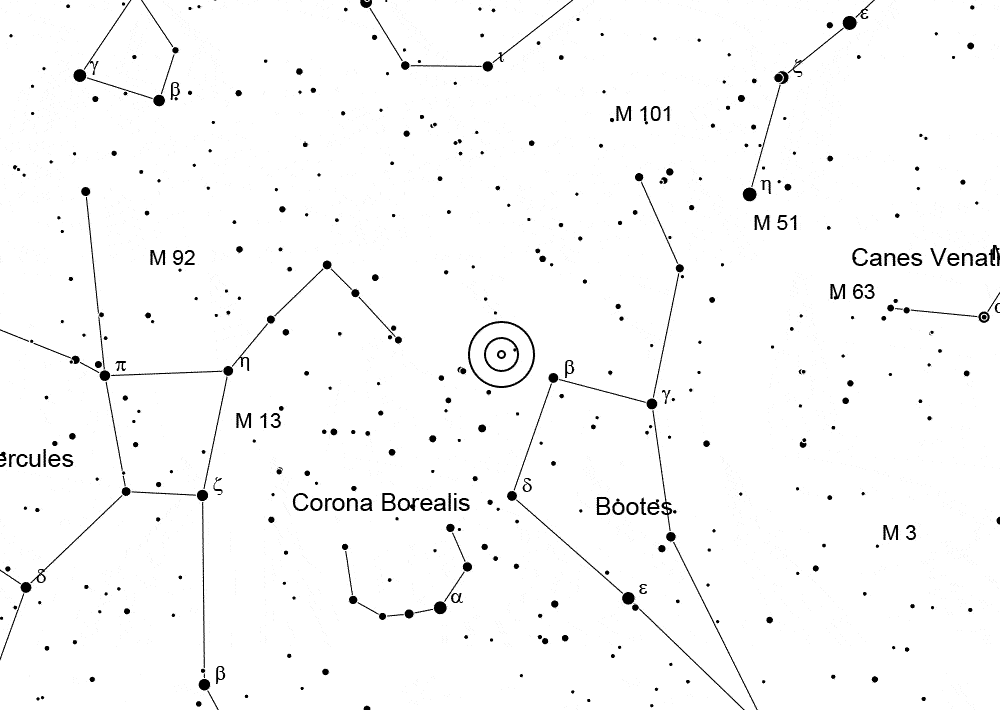 ε
γ
ι
ζ
β
M 101
η
M 51
M 92
Canes Venati
M 63
α
π
η
β
γ
M 13
ercules
ζ
δ
Corona Borealis
Bootes
M 3
δ
ε
α
β